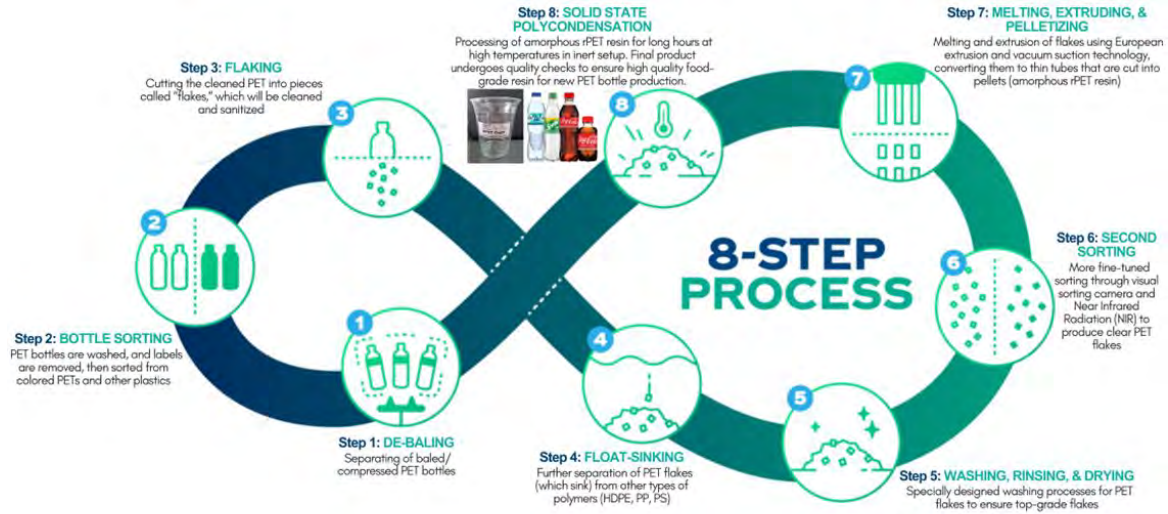 Step 8: SOLID STATE
POLYCONDENSATION
Processing of amorphous rPET resin for long hours at
high temperatures in inert setup. Final product
undergoes quality checks to ensure high quality food-
grade resin for new PET bottle production.
8
Step 7: MELTING, EXTRUDING, &
PELLETIZING
Melting and extrusion of flakes using European
extrusion and vacuum suction technology,
converting them to thin tubes that are cut into
pellets (amorphous rPET resin)
7
Step 3: FLAKING
Cutting the cleaned PET into pieces
called "flakes," which will be cleaned
and sanitized
3
2
Step 2: BOTTLE SORTING
PET bottles are washed, and labels
are removed, then sorted from
colored PETs and other plastics
1
Step 1: DE-BALING
Separating of baled/
compressed PET bottles
8-STEP
PROCESS
Step 6: SECOND
SORTING
More fine-tuned
sorting through visual
sorting camera and
Near Infrared
Radiation (NIR) to
produce clear PET
flakes
6
4
Step 4: FLOAT-SINKING
Further separation of PET flakes
(which sink) from other types of
polymers (HDPE, PP, PS)
5
Step 5: WASHING, RINSING, & DRYING
Specially designed washing processes for PET
flakes to ensure top-grade flakes